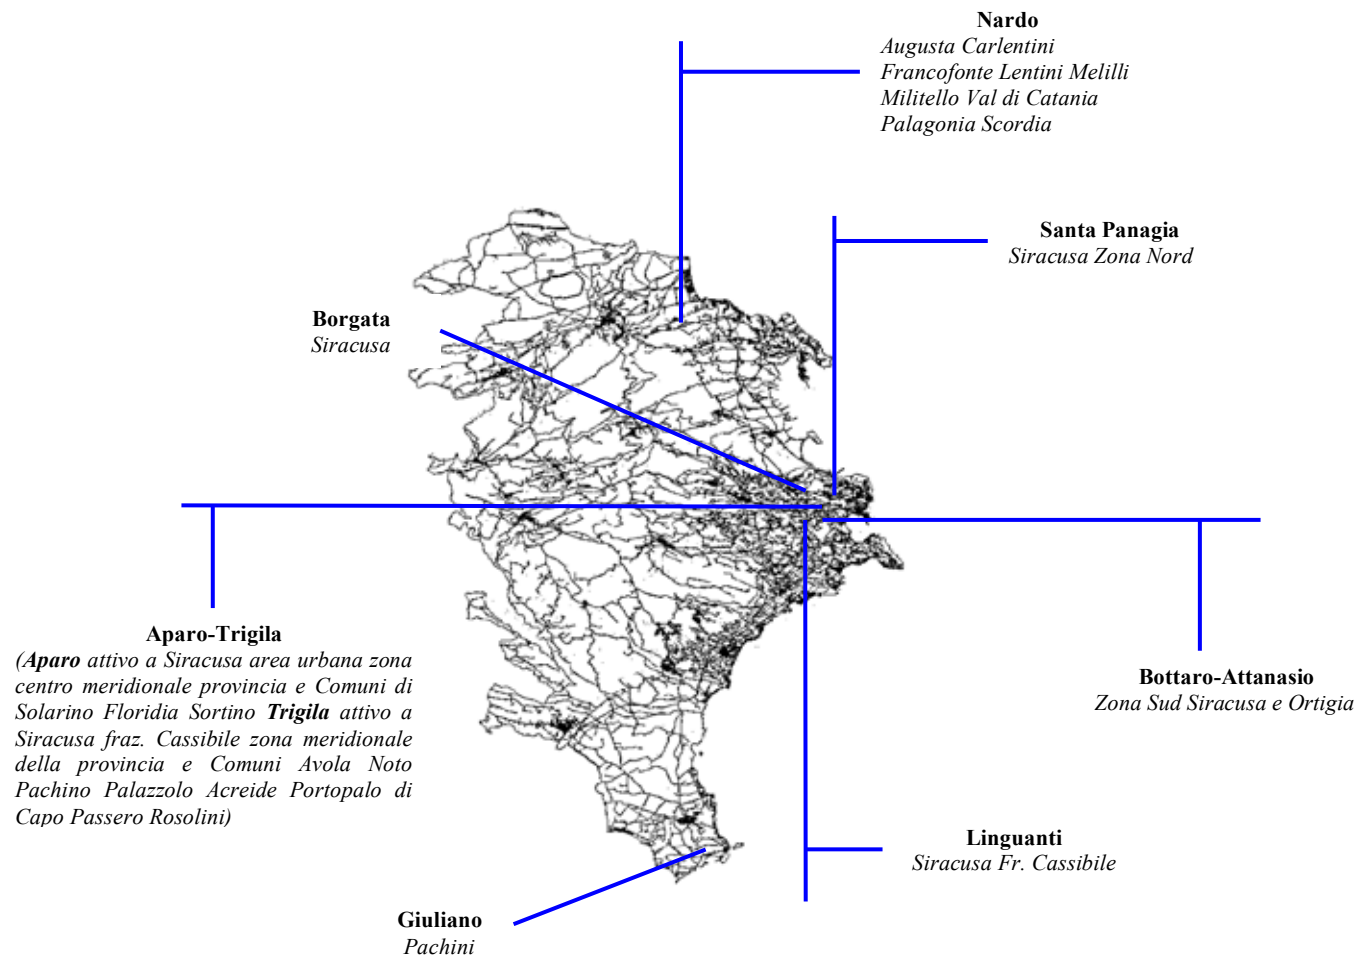 Nardo
Augusta Carlentini
Francofonte Lentini Melilli
Militello Val di Catania
Palagonia Scordia
Santa Panagia
Siracusa Zona Nord
Borgata
Siracusa
Aparo-Trigila
(Aparo attivo a Siracusa area urbana zona
centro meridionale provincia e Comuni di
Solarino Floridia Sortino Trigila attivo a
Siracusa fraz. Cassibile zona meridionale
della provincia e Comuni Avola Noto
Pachino Palazzolo Acreide Portopalo di
Capo Passero Rosolini)
Bottaro-Attanasio
Zona Sud Siracusa e Ortigia
Linguanti
Siracusa Fr. Cassibile
Giuliano
Pachini